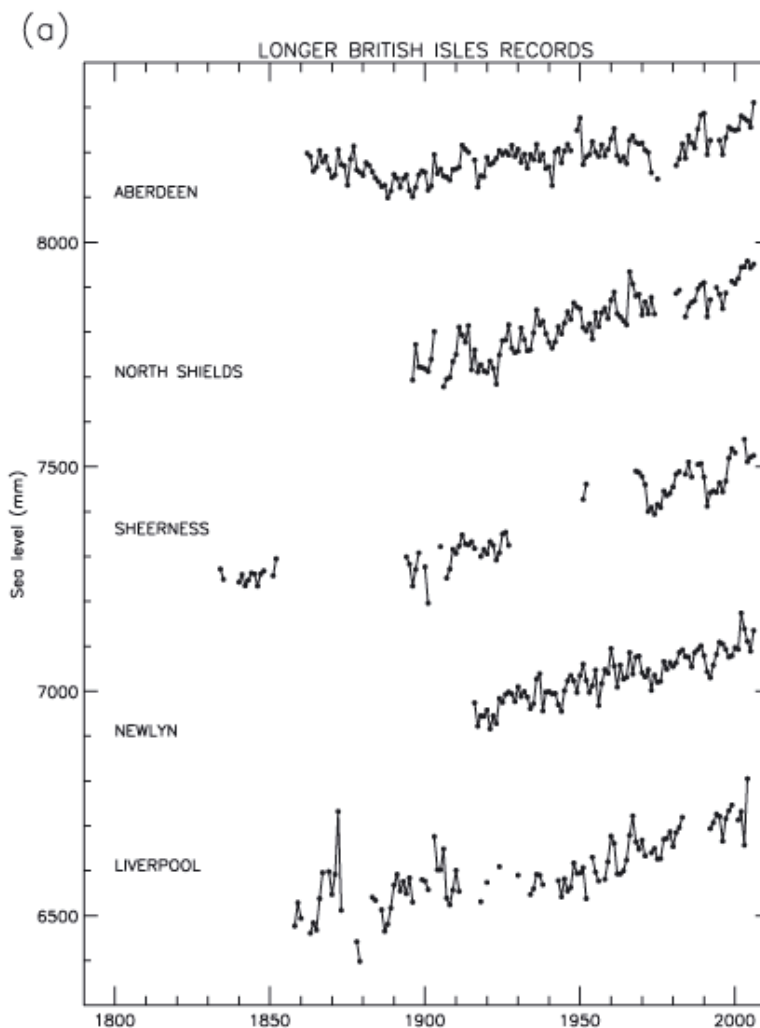 (a)
LONGER BRITISH ISLES RECORDS
ABERDEEN
8000
NORTH SHIELDS
7500
Sea level (mm)
SHEERNESS
7000
NEWLYN
LIVERPOOL
6500
1800 1850 1900 1950 2000